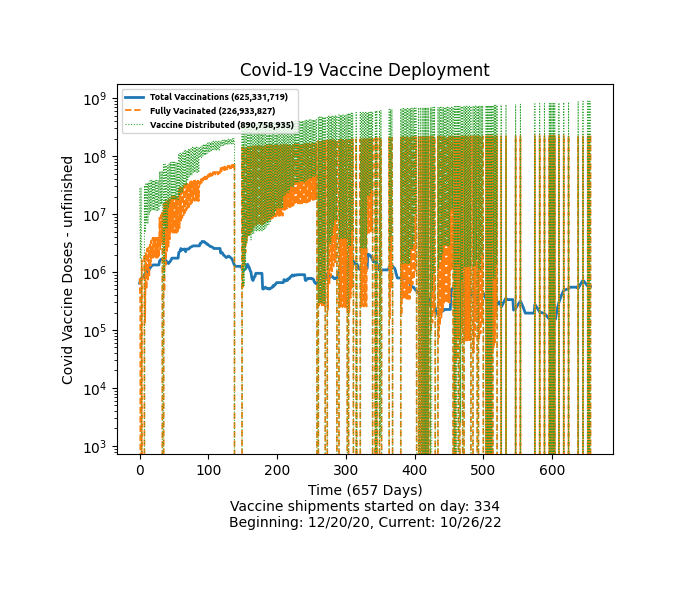 Covid-19 Vaccine Deployment
Total Vaccinations (625,331,719)
Fully Vacinated (226,933,827)
Vaccine Distributed (890,758,935)
Covid Vaccine Doses - unfinished
10⁹
10⁸
10⁷
10⁶
10⁵
10⁴
10³
0 100 200 300 400 500 600
Time (657 Days)
Vaccine shipments started on day: 334
Beginning: 12/20/20, Current: 10/26/22